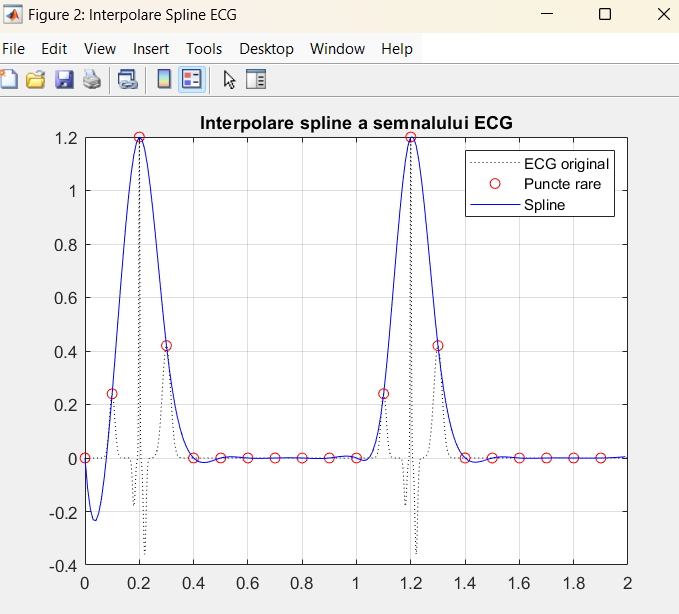 Figure 2: Interpolare Spline ECG
File Edit View Insert Tools Desktop Window Help
Interpolare spline a semnalului ECG
1.2
1
0.8
0.6
0.4
0.2
0
-0.2
-0.4
ECG original
Puncte rare
Spline
0 0.2 0.4 0.6 0.8 1 1.2 1.4 1.6 1.8 2